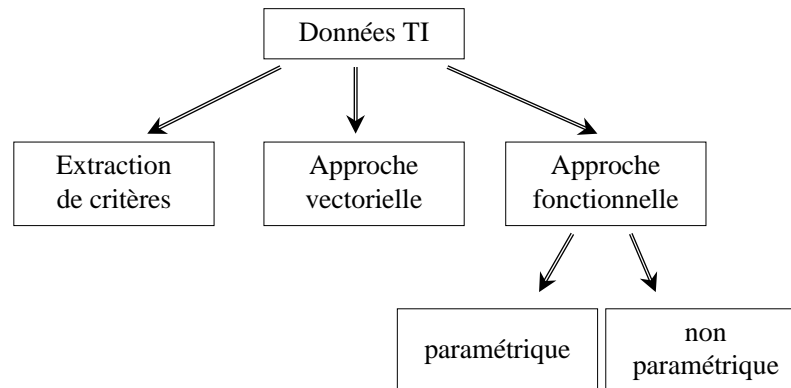 Données TI
Extraction
de critères
Approche
vectorielle
Approche
fonctionnelle
paramétrique
non
paramétrique